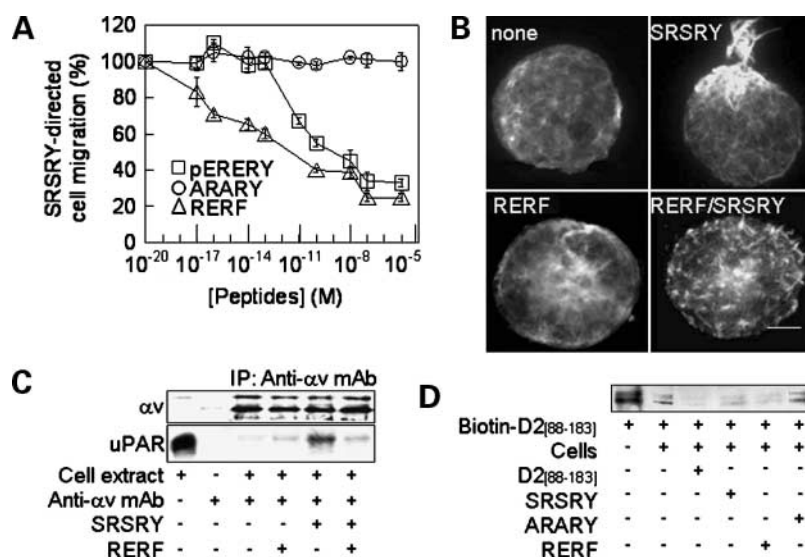 A
SRSRY-directed
cell migration (%)
120
100
80
60
40
20
0
pERERY
ARARY
RERF
10-20 10-17 10-14 10-11 10-8 10-5
[Peptides] (M)
B
none
SRSRY
RERF
RERF/SRSRY
C
IP: Anti-αv mAb
αv
uPAR
Cell extract + - + + + +
Anti-αv mAb - + + + + +
SRSRY - - - - + +
RERF - - - + - +
D
Biotin-D2[88-183] + + + + + +
Cells - + + + + +
D2[88-183] - - + - - -
SRSRY - - - + - -
ARARY - - - - - +
RERF - - - - + -